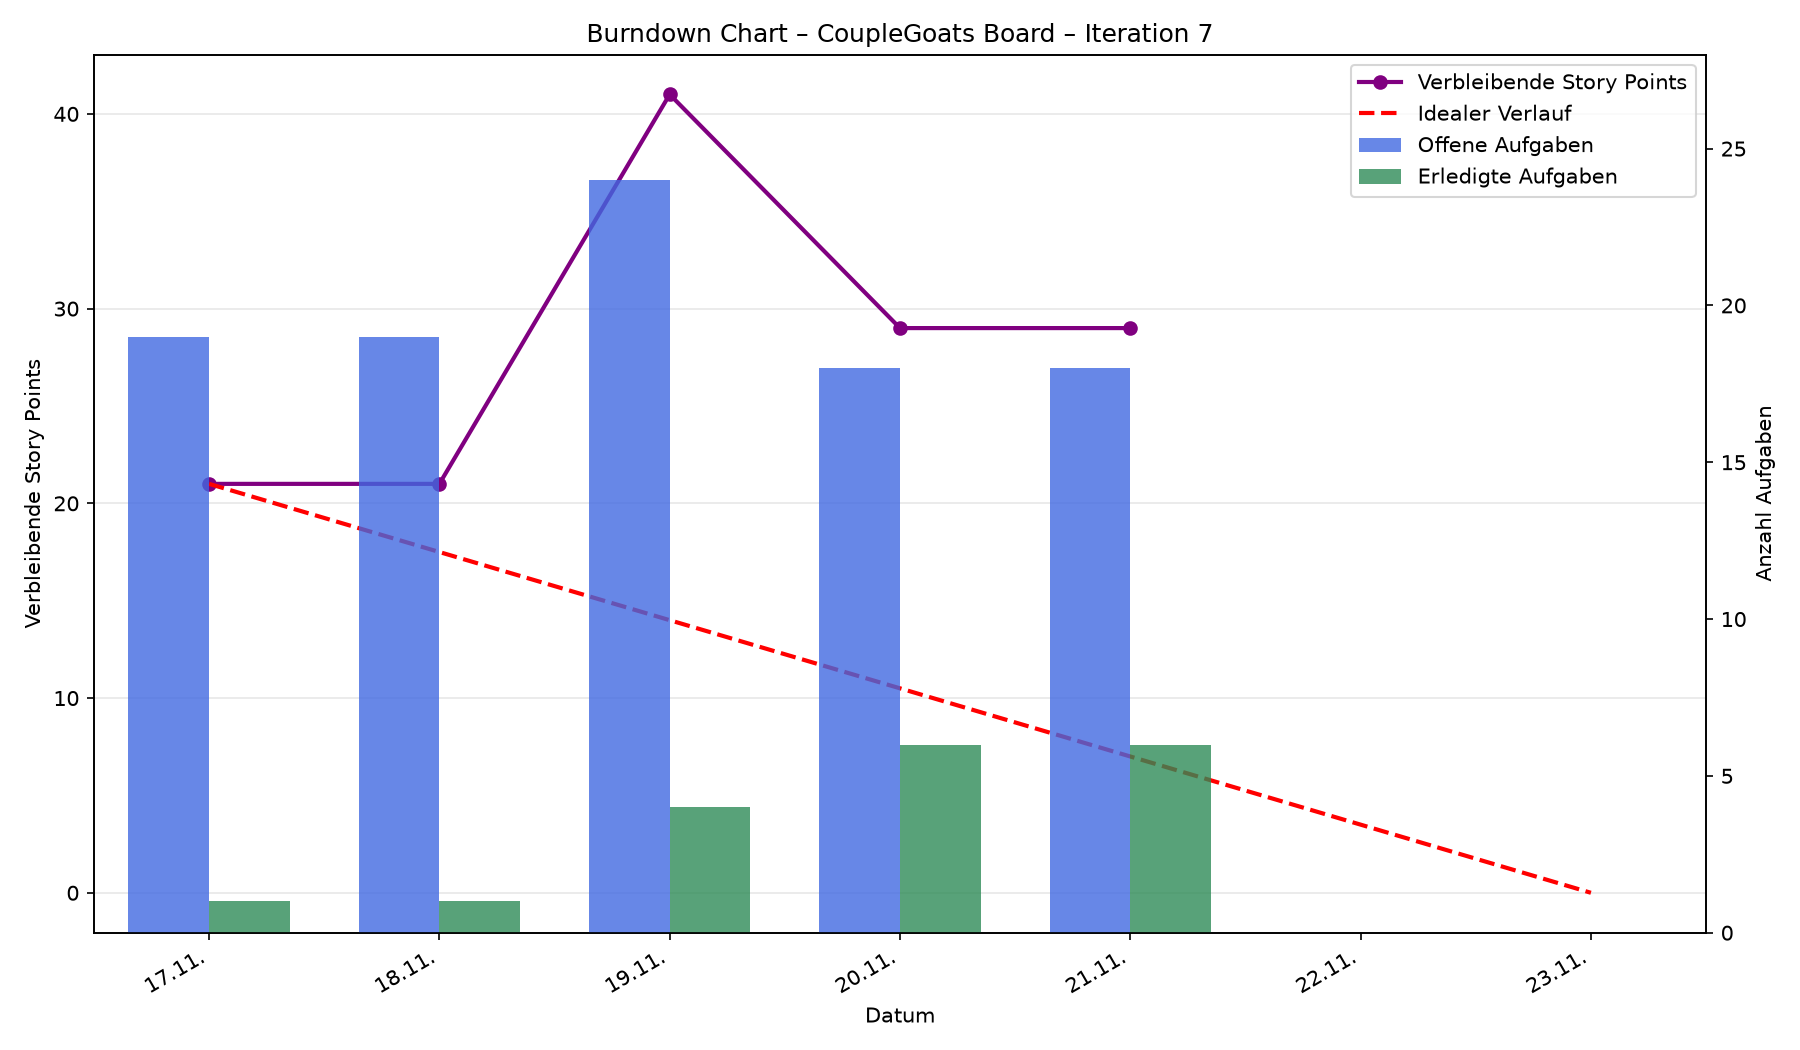 Burndown Chart – CoupleGoats Board – Iteration 7
Verbleibende Story Points
Idealer Verlauf
Offene Aufgaben
Erledigte Aufgaben
Verbleibende Story Points
40
30
20
10
0
Anzahl Aufgaben
25
20
15
10
5
0
17.11.
18.11.
19.11.
20.11.
21.11.
22.11.
23.11.
Datum